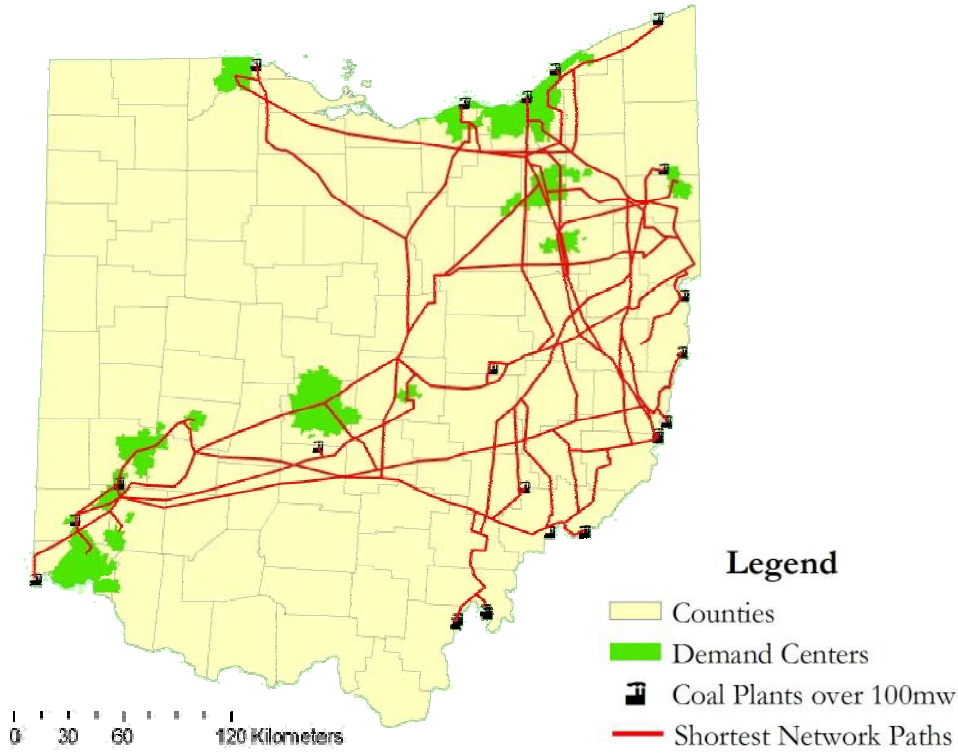 Legend
Counties
Demand Centers
Coal Plants over 100mw
Shortest Network Paths
0 30 60 120 Kilometers